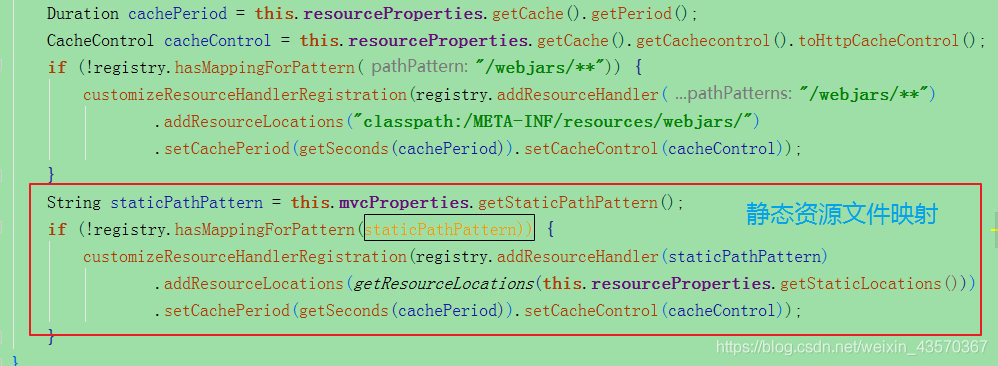 Duration cachePeriod = this.resourceProperties.getCache().getPeriod();
CacheControl cacheControl = this.resourceProperties.getCache().getCachecontrol().toHttpCacheControl();
if (!registry.hasMappingForPattern( pathPattern: "/webjars/**")) {
customizeResourceHandlerRegistration(registry.addResourceHandler( ...pathPatterns: "/webjars/**")
.addResourceLocations("classpath:/META-INF/resources/webjars/")
.setCachePeriod(getSeconds(cachePeriod)).setCacheControl(cacheControl));
}
String staticPathPattern = this.mvcProperties.getStaticPathPattern();
静态资源文件映射
if (!registry.hasMappingForPattern(staticPathPattern)) {
customizeResourceHandlerRegistration(registry.addResourceHandler(staticPathPattern)
.addResourceLocations(getResourceLocations(this.resourceProperties.getStaticLocations()))
.setCachePeriod(getSeconds(cachePeriod)).setCacheControl(cacheControl));
}
https://blog.csdn.net/weixin_43570367
}